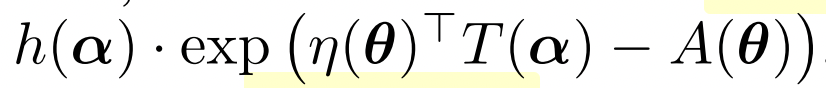 h(𝜶) · exp (η(𝜽)⊤T(𝜶) − A(𝜽)).